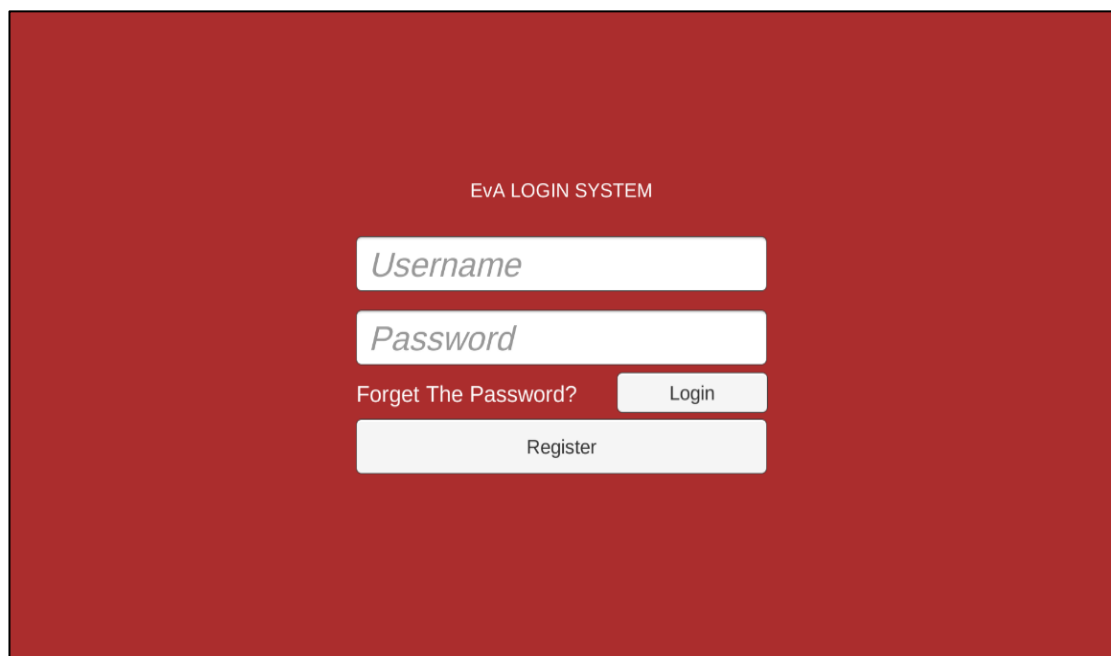 EvA LOGIN SYSTEM
Username
Password
Forget The Password? Login
Register